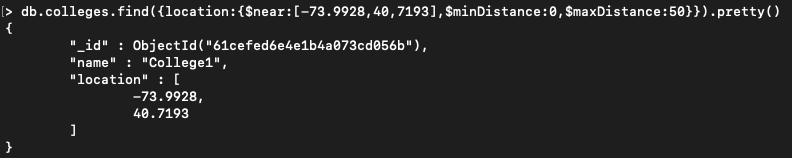 [> db.colleges.find({location:{$near:[-73.9928,40,7193],$minDistance:0,$maxDistance:50}}).pretty()
{
        "_id" : ObjectId("61cefed6e4e1b4a073cd056b"),
        "name" : "College1",
        "location" : [
                -73.9928,
                40.7193
        ]
}